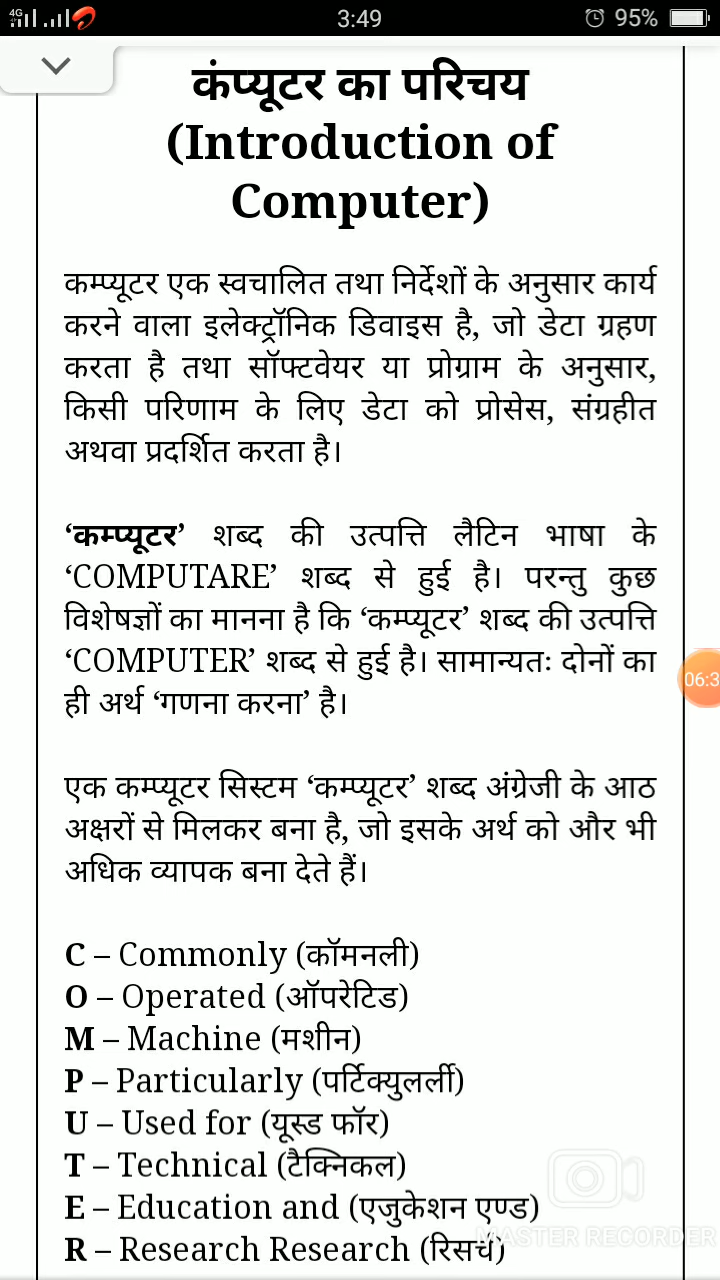 4G
3:49
95%
कंप्यूटर का परिचय
(Introduction of
Computer)
कम्प्यूटर एक स्वचालित तथा निर्देशों के अनुसार कार्य
करने वाला इलेक्ट्रॉनिक डिवाइस है, जो डेटा ग्रहण
करता है तथा सॉफ्टवेयर या प्रोग्राम के अनुसार,
किसी परिणाम के लिए डेटा को प्रोसेस, संग्रहीत
अथवा प्रदर्शित करता है।
‘कम्प्यूटर’ शब्द की उत्पत्ति लैटिन भाषा के
‘COMPUTARE’ शब्द से हुई है। परन्तु कुछ
विशेषज्ञों का मानना है कि ‘कम्प्यूटर’ शब्द की उत्पत्ति
‘COMPUTER’ शब्द से हुई है। सामान्यतः दोनों का
ही अर्थ ‘गणना करना’ है।
06:3
एक कम्प्यूटर सिस्टम ‘कम्प्यूटर’ शब्द अंग्रेजी के आठ
अक्षरों से मिलकर बना है, जो इसके अर्थ को और भी
अधिक व्यापक बना देते हैं।
C – Commonly (कॉमनली)
O – Operated (ऑपरेटिड)
M – Machine (मशीन)
P – Particularly (पर्टिक्युलर्ली)
U – Used for (यूस्ड फॉर)
T – Technical (टैक्निकल)
E – Education and (एजुकेशन एण्ड)
R – Research Research (रिसर्च)
MASTER RECORDER